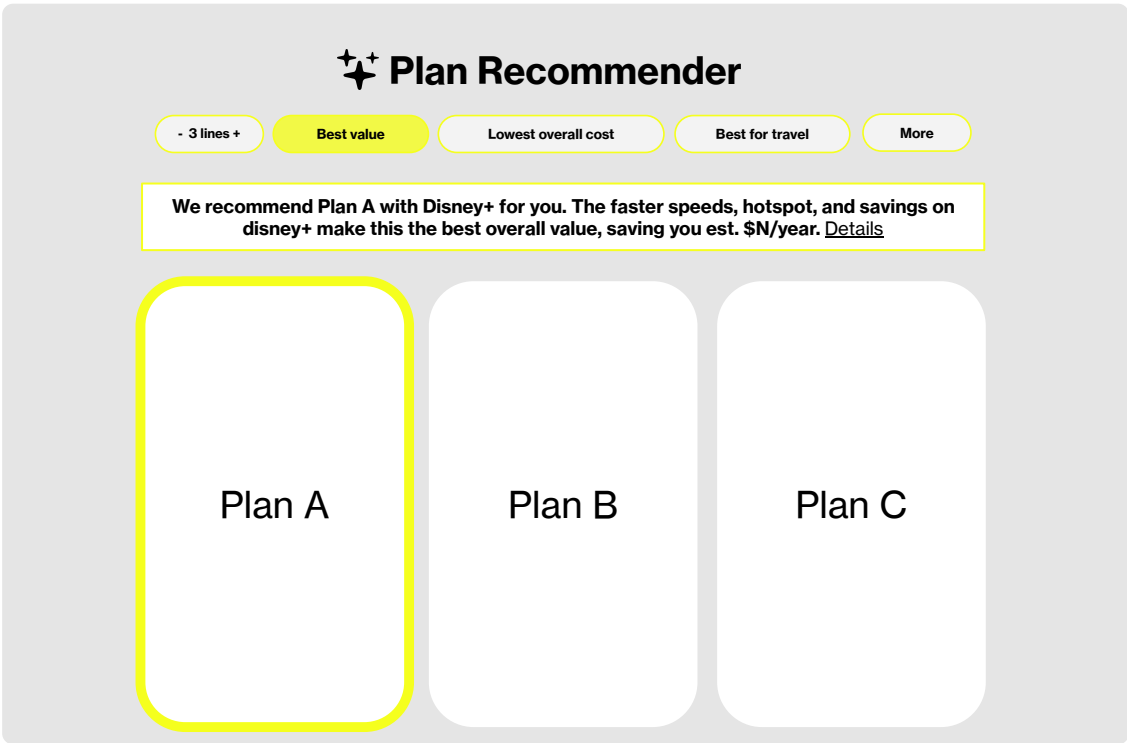 Plan Recommender
- 3 lines +
Best value
Lowest overall cost
Best for travel
More
We recommend Plan A with Disney+ for you. The faster speeds, hotspot, and savings on
disney+ make this the best overall value, saving you est. $N/year. Details
Plan A
Plan B
Plan C